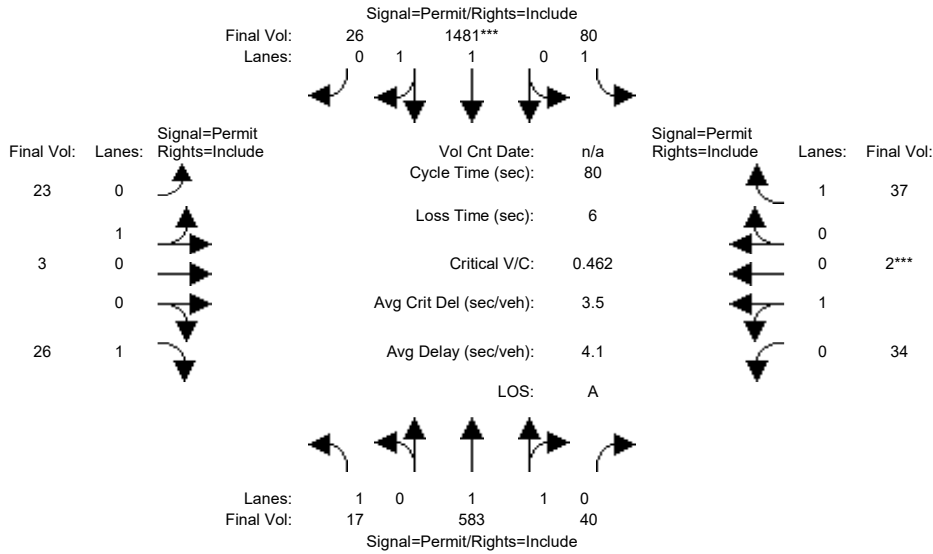 Signal=Permit/Rights=Include
Final Vol: 26 1481*** 80
Lanes: 0 1 1 0 1
Signal=Permit
Final Vol: Lanes: Rights=Include
Vol Cnt Date: n/a
Signal=Permit
Rights=Include Lanes: Final Vol:
Cycle Time (sec): 80
23 0
1 37
Loss Time (sec): 6
1
0
3 0
Critical V/C: 0.462
0 2***
0
Avg Crit Del (sec/veh): 3.5
1
26 1
Avg Delay (sec/veh): 4.1
0 34
LOS: A
Lanes: 1 0 1 1 0
Final Vol: 17 583 40
Signal=Permit/Rights=Include